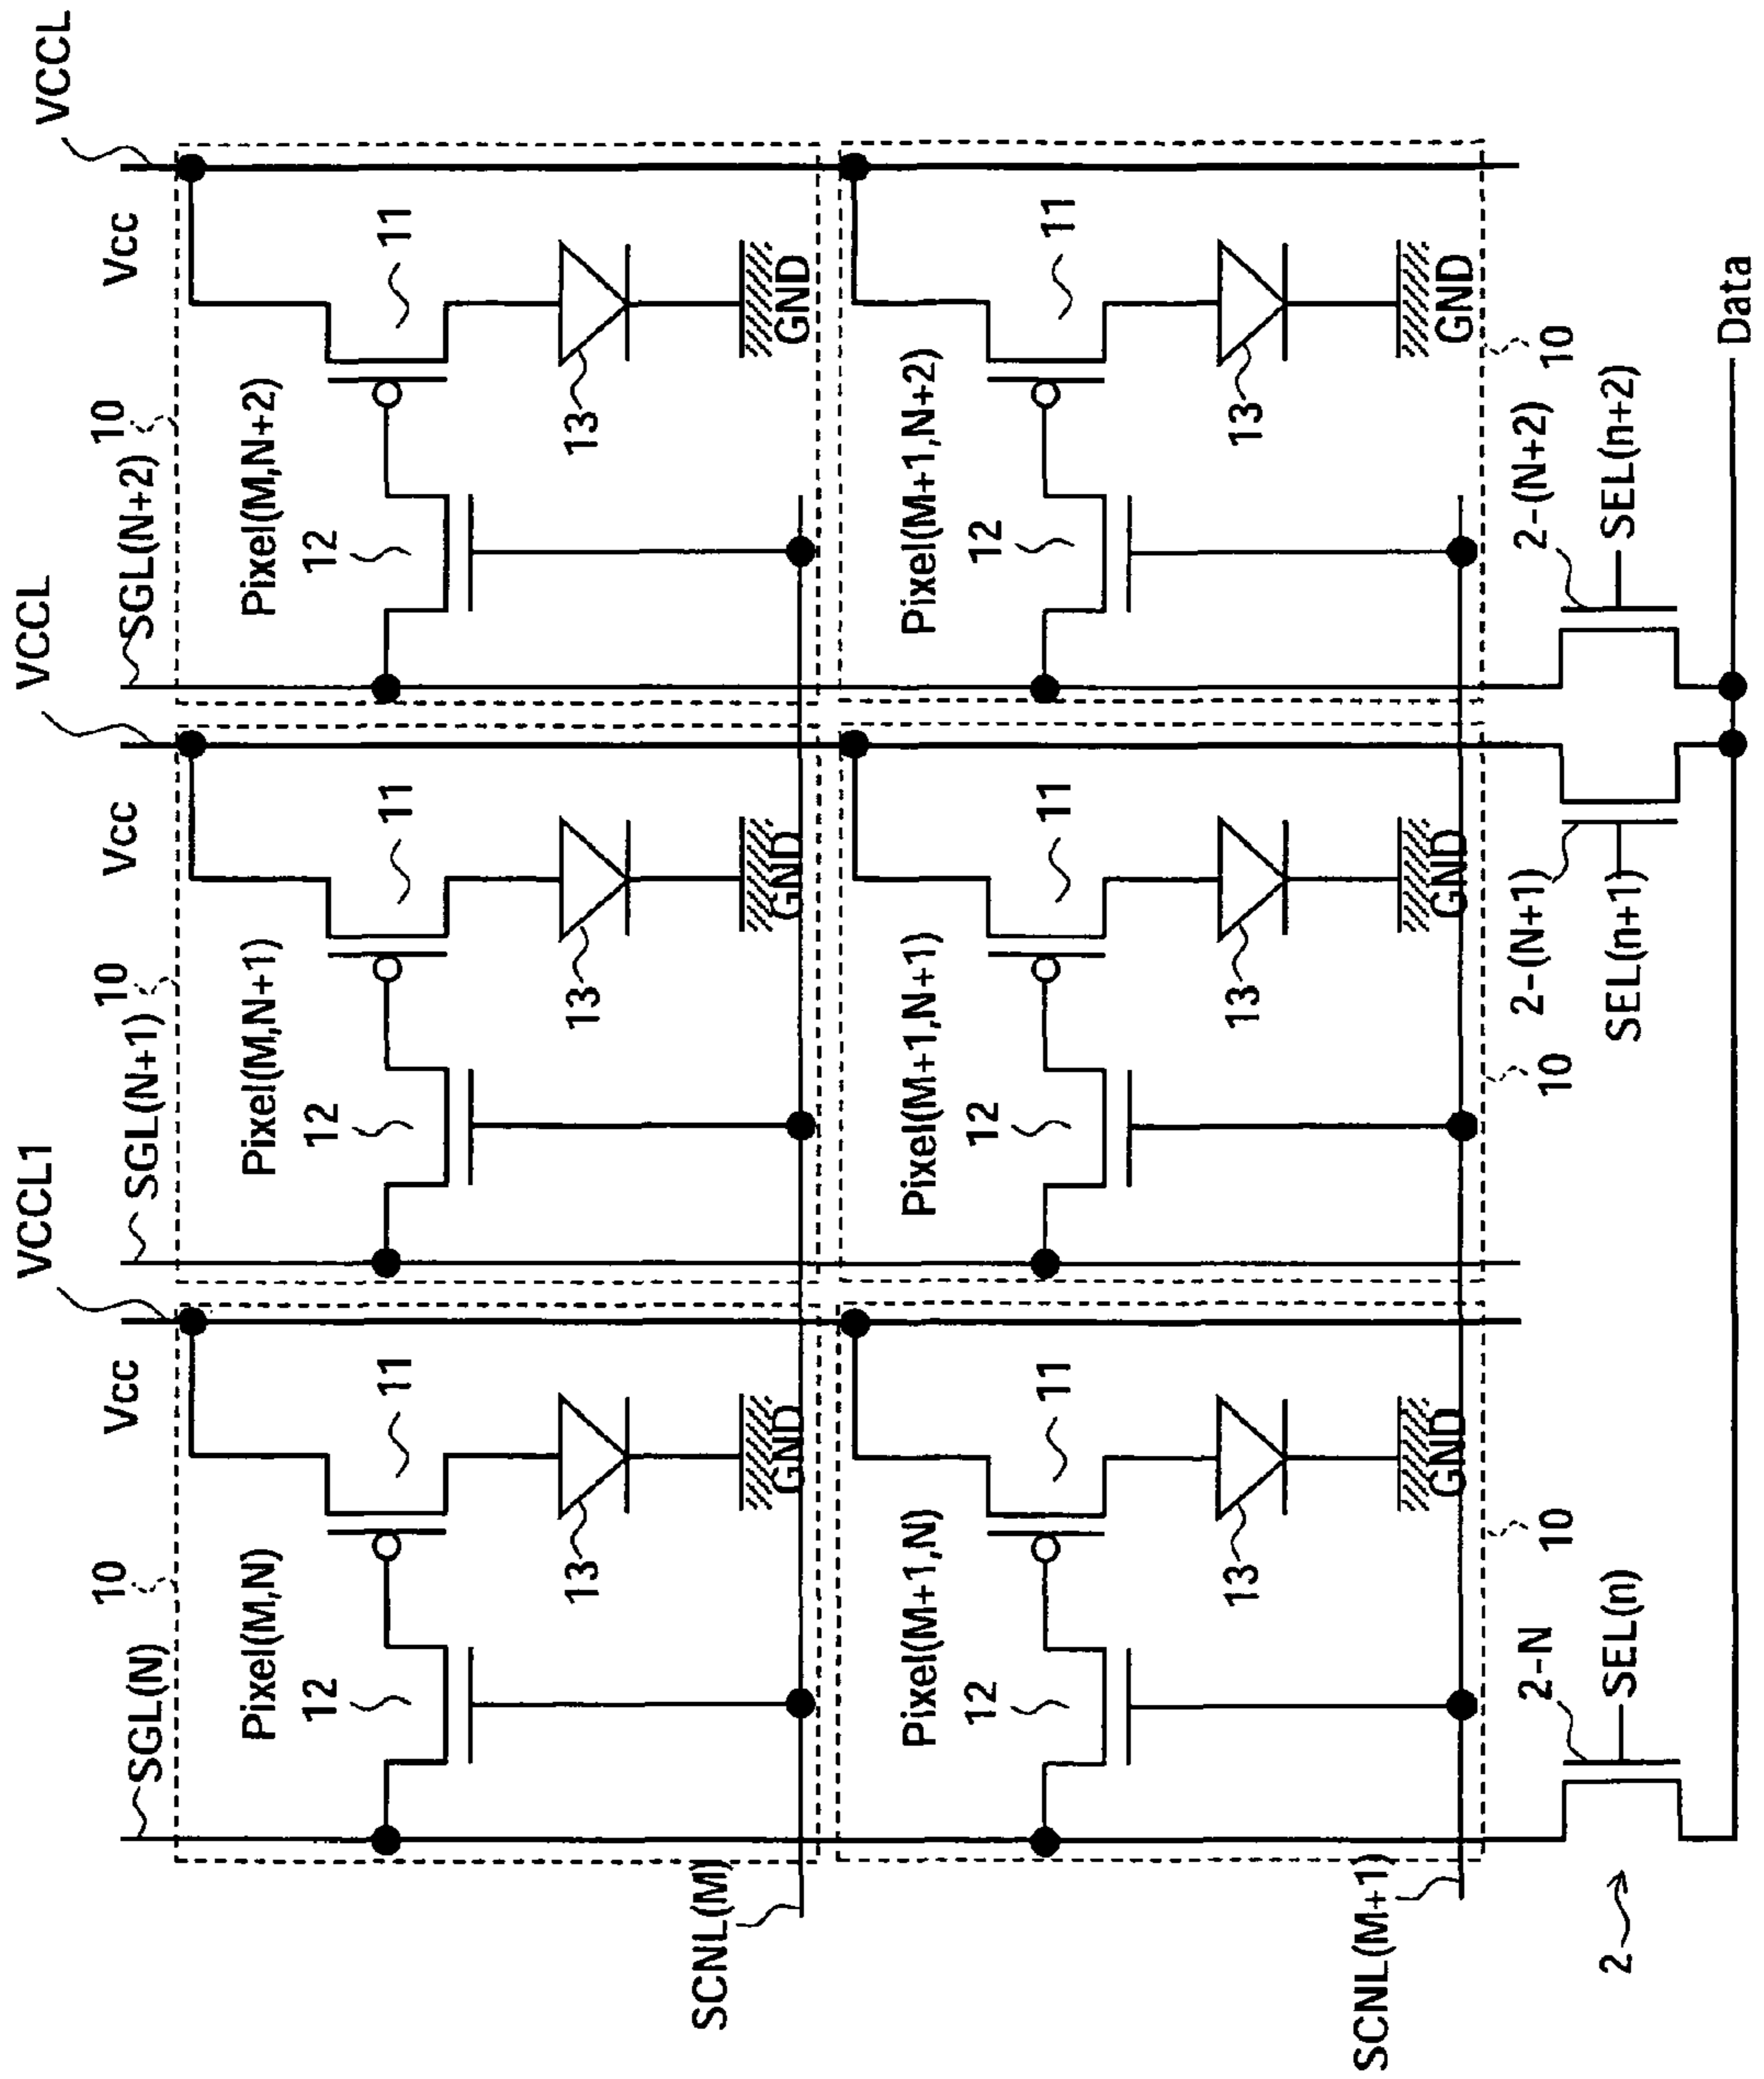 VCCL1
VCCL
VCCL
SGL(N)
10
Vcc
SGL(N+1)
10
Vcc
SGL(N+2)
10
Vcc
Pixel(M,N)
Pixel(M,N+1)
Pixel(M,N+2)
12
11
12
11
12
11
13
13
13
SCNL(M)
GND
GND
GND
Pixel(M+1,N)
Pixel(M+1,N+1)
Pixel(M+1,N+2)
12
11
12
11
12
11
13
13
13
SCNL(M+1)
GND
GND
GND
2-N
10
10
2-(N+1)
2-(N+2)
10
2
SEL(n)
SEL(n+1)
SEL(n+2)
Data